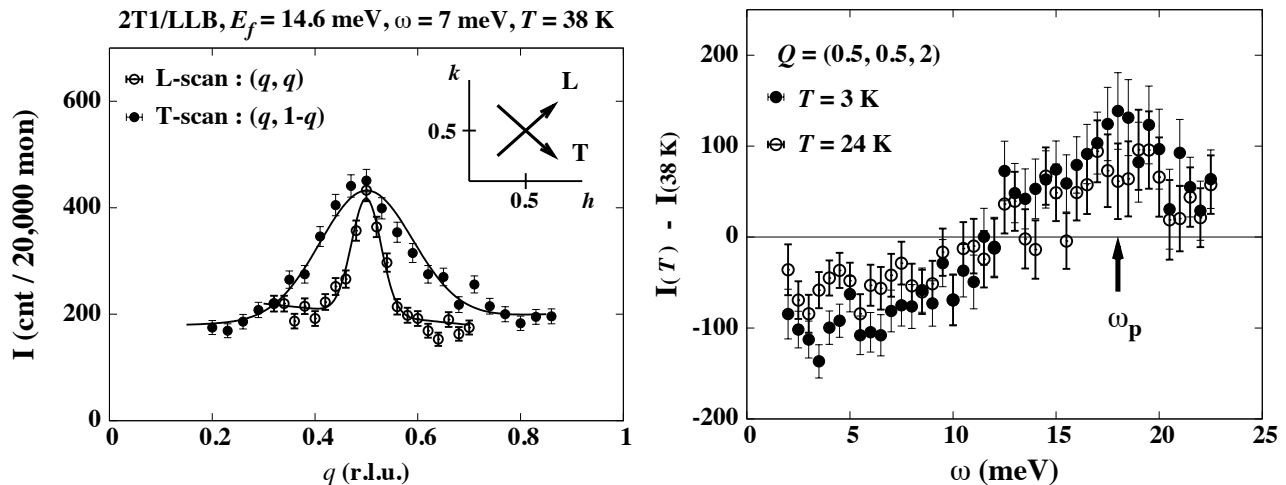 2T1/LLB, E_f = 14.6 meV, ω = 7 meV, T = 38 K
I (cnt / 20,000 mon)
600
400
200
0
L-scan : (q, q)
T-scan : (q, 1-q)
k
L
0.5
T
0.5
h
0
0.2
0.4
0.6
0.8
1
q (r.l.u.)
I(T) - I(38 K)
200
100
0
-100
-200
Q = (0.5, 0.5, 2)
T = 3 K
T = 24 K
ω_p
0
5
10
15
20
25
ω (meV)